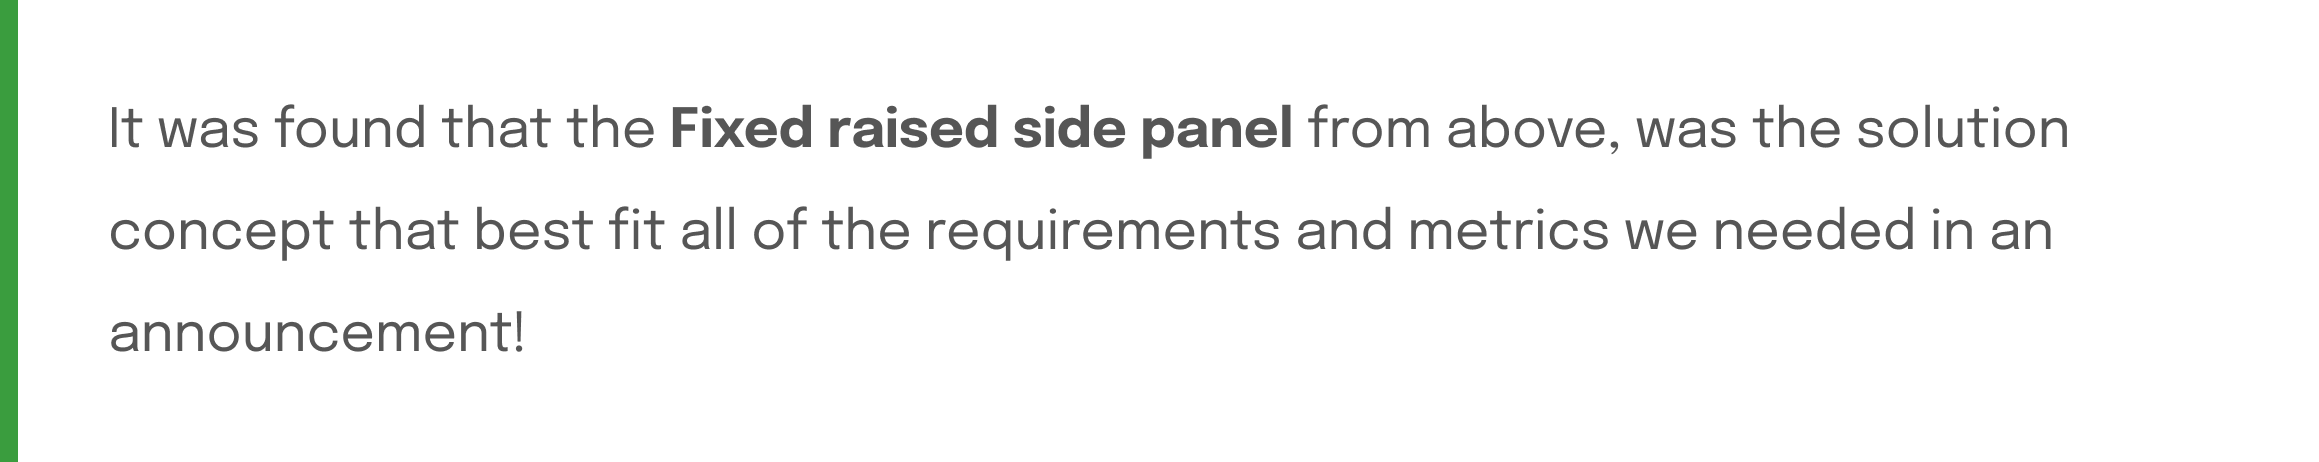 It was found that the Fixed raised side panel from above, was the solution
concept that best fit all of the requirements and metrics we needed in an
announcement!